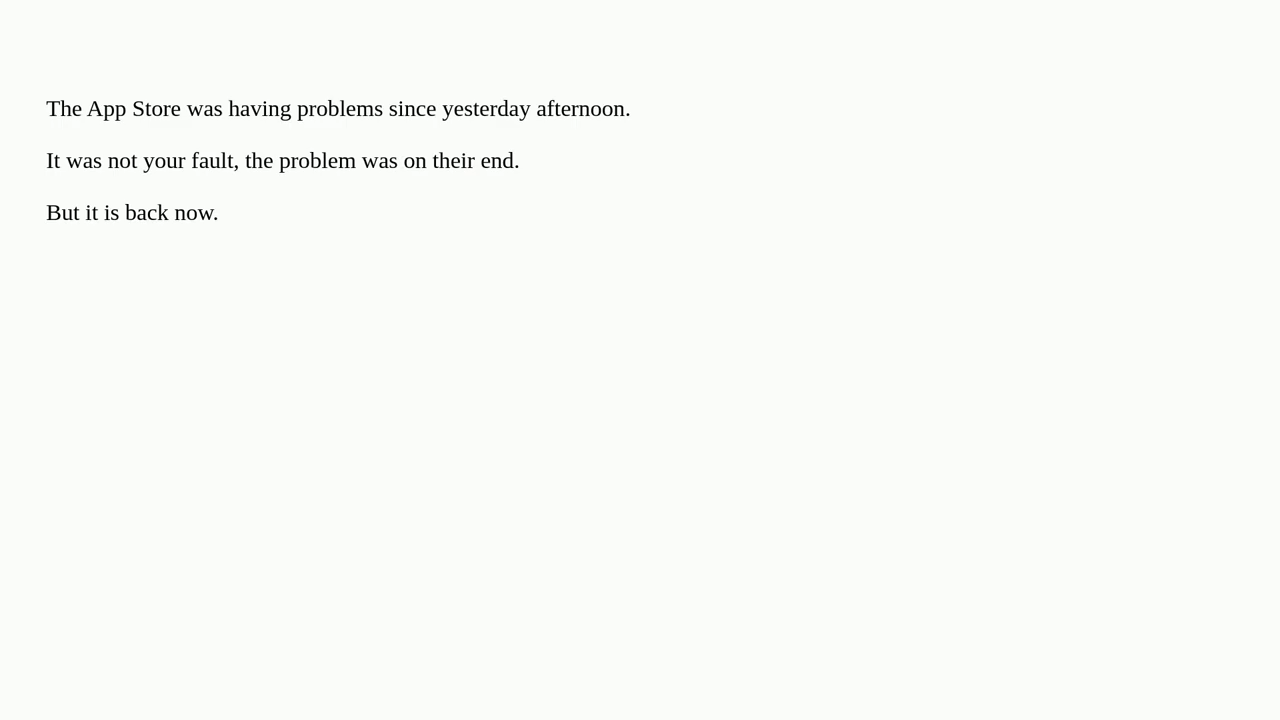 The App Store was having problems since yesterday afternoon.
It was not your fault, the problem was on their end.
But it is back now.